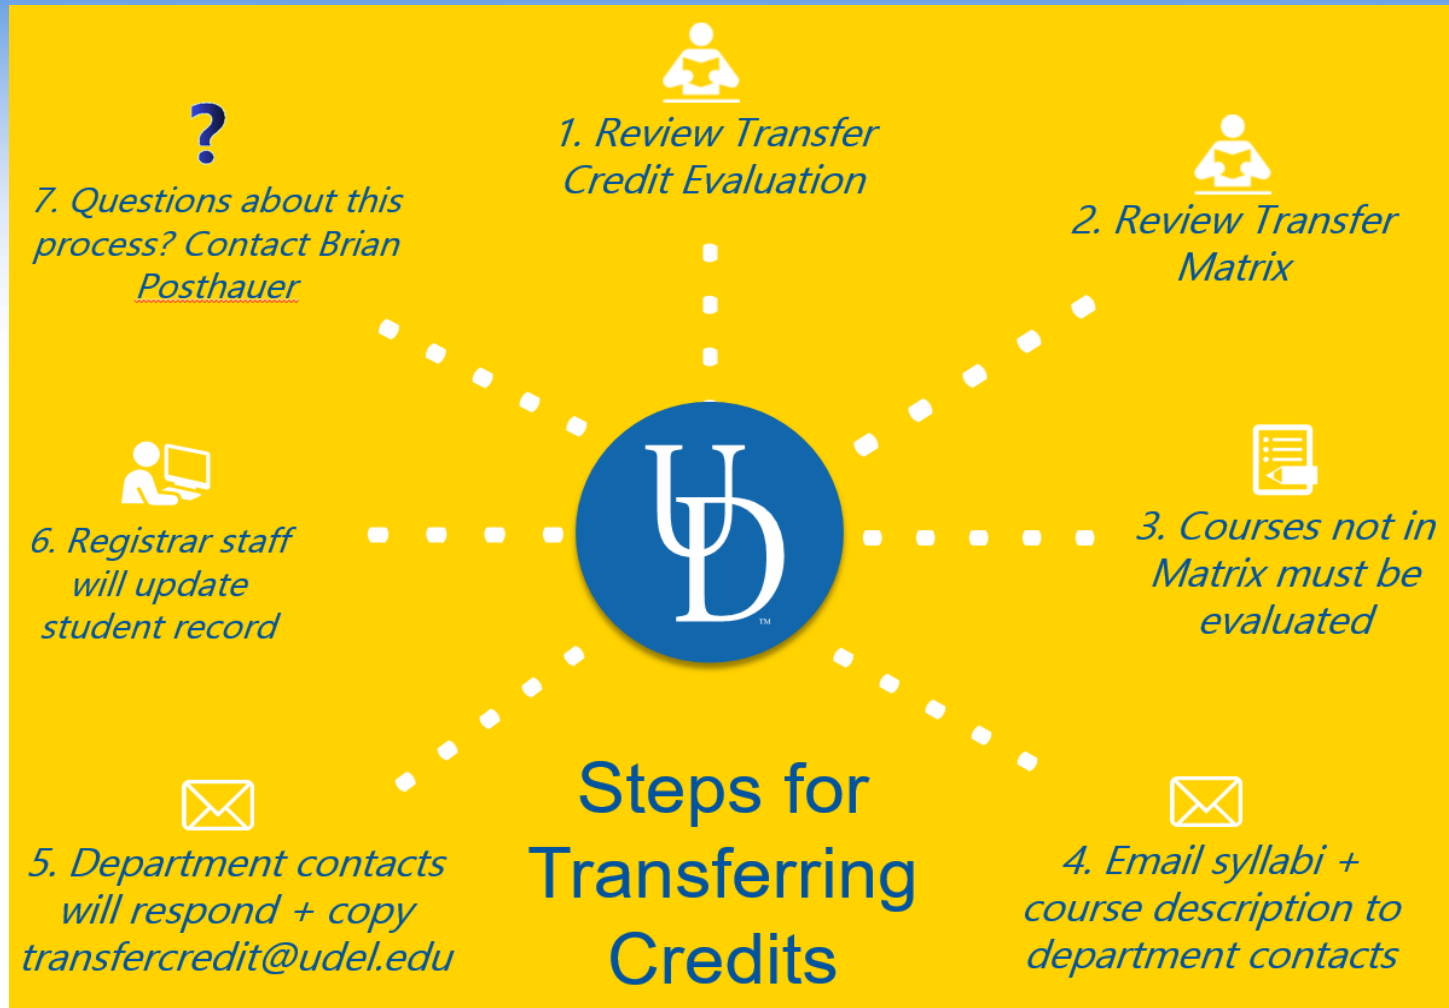 1. Review Transfer
Credit Evaluation
2. Review Transfer
Matrix
3. Courses not in
Matrix must be
evaluated
4. Email syllabi +
course description to
department contacts
5. Department contacts
will respond + copy
transfercredit@udel.edu
6. Registrar staff
will update
student record
?
7. Questions about this
process? Contact Brian
Posthauer
UD
TM
Steps for
Transferring
Credits